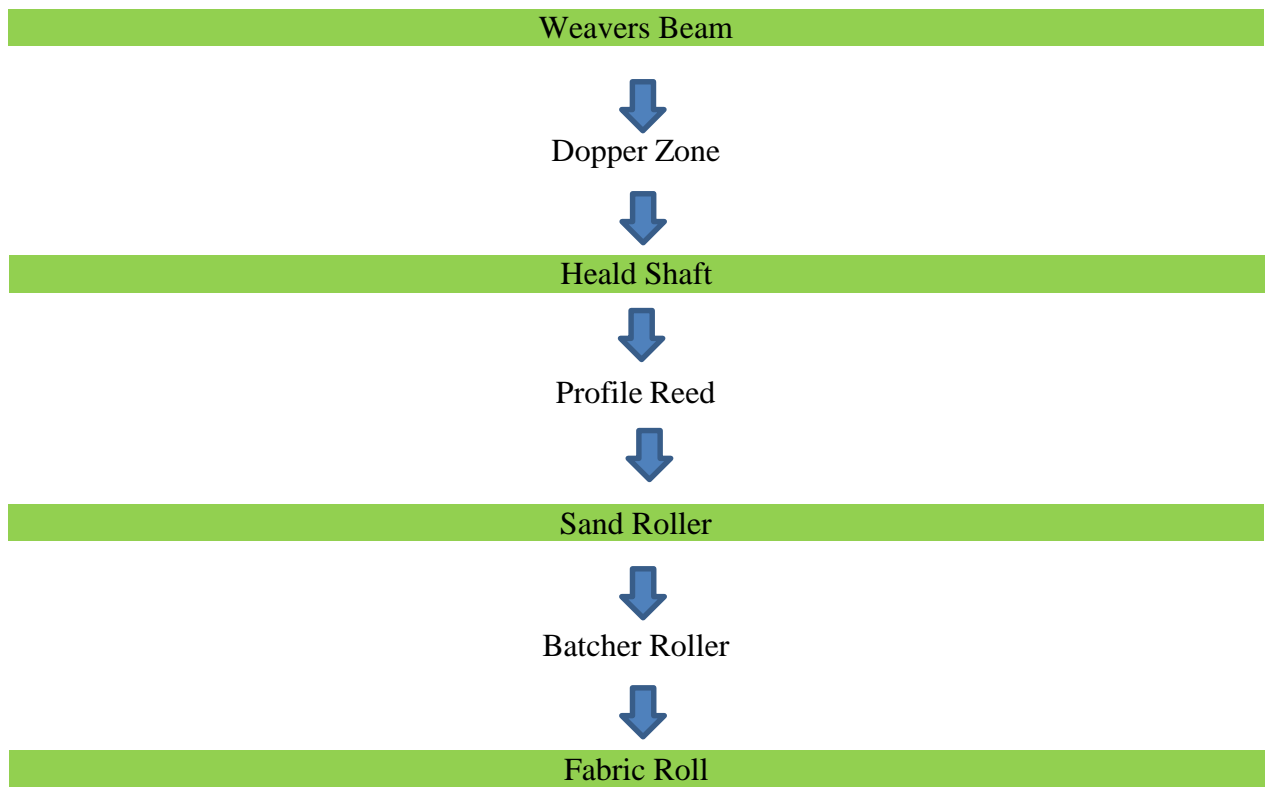 Weavers Beam
Dopper Zone
Heald Shaft
Profile Reed
Sand Roller
Batcher Roller
Fabric Roll